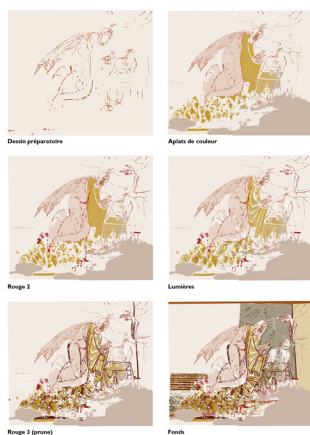 Dessin préparatoire
Aplats de couleur
Rouge 2
Lumières
Rouge 3 (prune)
Fonds